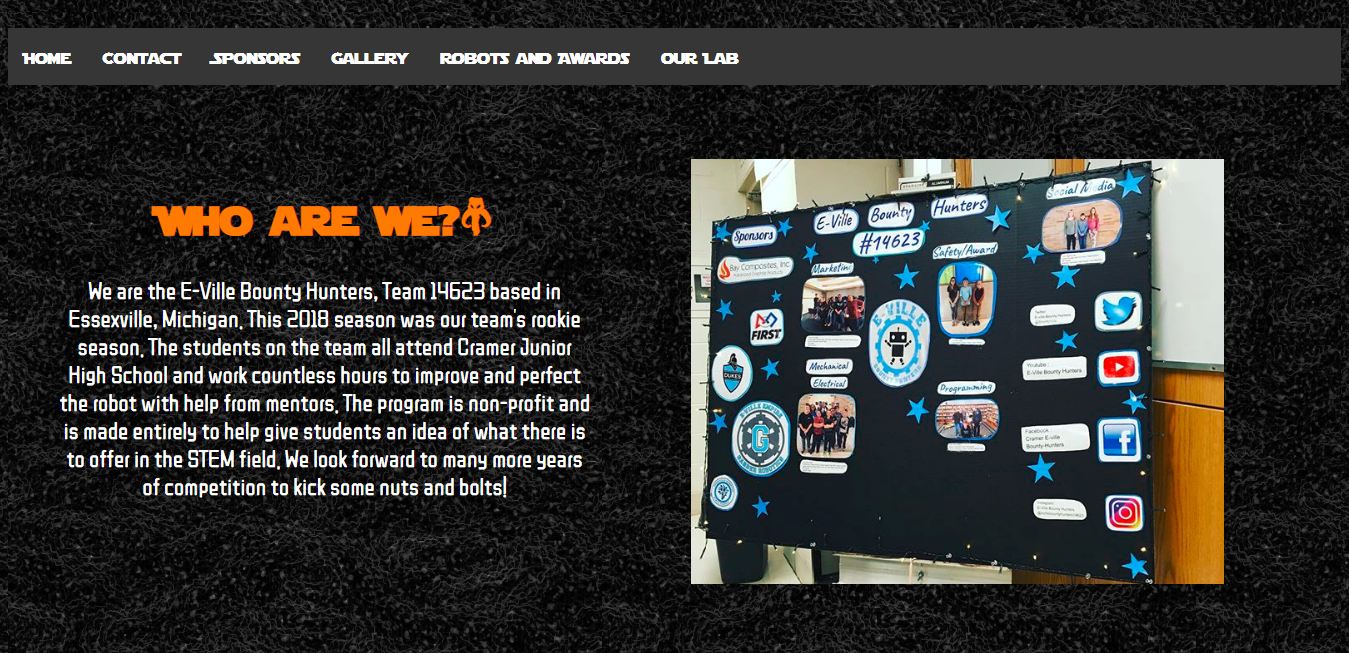 Home Contact Sponsors Gallery Robots and Awards Our Lab
Who are we?
We are the E-Ville Bounty Hunters, Team 14623 based in
Essexville, Michigan. This 2018 season was our team's rookie
season. The students on the team all attend Cramer Junior
High School and work countless hours to improve and perfect
the robot with help from mentors. The program is non-profit and
is made entirely to help give students an idea of what there is
to offer in the STEM field. We look forward to many more years
of competition to kick some nuts and bolts!
Social Media
E-Ville Bounty Hunters
#14623
Sponsors
Safety/Award
Bay Composites, Inc
Marketing
FIRST
E-VILLE
BOUNTY HUNTERS
DUKES
Mechanical
Electrical
Programming
E-VILLE EMPIRE
G
Youtube
E-Ville Bounty Hunters
Facebook
Cramer E-ville
Bounty-Hunters